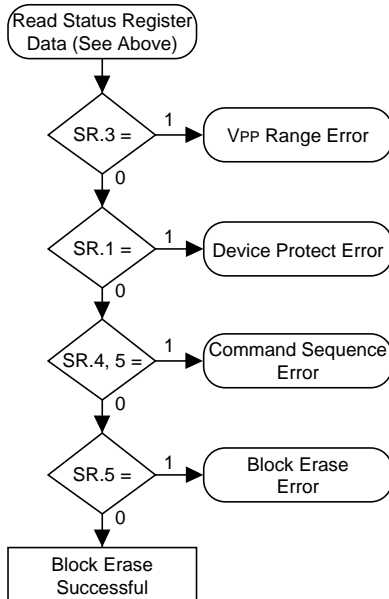 Read Status Register
Data (See Above)
SR.3 =
1
VPP Range Error
0
SR.1 =
1
Device Protect Error
0
SR.4, 5 =
1
Command Sequence
Error
0
SR.5 =
1
Block Erase
Error
0
Block Erase
Successful